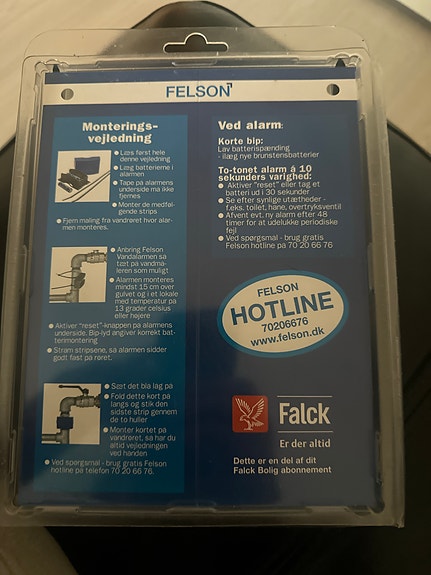 FELSON
Monterings-
vejledning
● Læs først hele
denne vejledning
● Læg batterierne i
alarmen
● Tape på alarmens
underside må ikke
fjernes
● Monter de medføl-
gende strips
● Fjern maling fra vandrøret hvor alar-
men monteres.
● Anbring Felson
Vandalarmen så
tæt på vandmå-
leren som muligt
● Alarmen monteres
mindst 15 cm over
gulvet og i et lokale
med temperatur på
13 grader celsius
eller højere
● Aktiver "reset"-knappen på alarmens
underside. Bip-lyd angiver korrekt bat-
terimontering
● Stram stripsene, så alarmen sidder
godt fast på røret.
● Sæt det blå låg på
● Fold dette kort på
langs og stik den
sidste strip gennem
de to huller
● Monter kortet på
vandrøret, så har du
altid vejledningen
ved hånden
● Ved spørgsmål - brug gratis Felson
hotline på telefon 70 20 66 76.
Ved alarm:
Korte bip:
Lav batterispænding
- ilæg nye brunstensbatterier
To-tonet alarm á 10
sekunders varighed:
● Aktiver "reset" eller tag et
batteri ud i 30 sekunder
● Se efter synlige utætheder -
f.eks. toilet, hane, overtryksventil
● Afvent evt. ny alarm efter 48
timer for at udelukke periodiske
fejl
● Ved spørgsmål - brug gratis
Felson hotline på 70 20 66 76
FELSON
HOTLINE
70206676
www.felson.dk
Falck
Er der altid
Dette er en del af dit
Falck Bolig abonnement